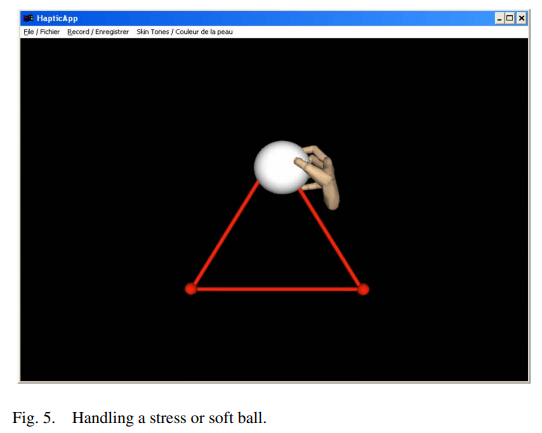 HapticApp
File / Fichier Record / Enregistrer Skin Tones / Couleur de la peau
Fig. 5. Handling a stress or soft ball.